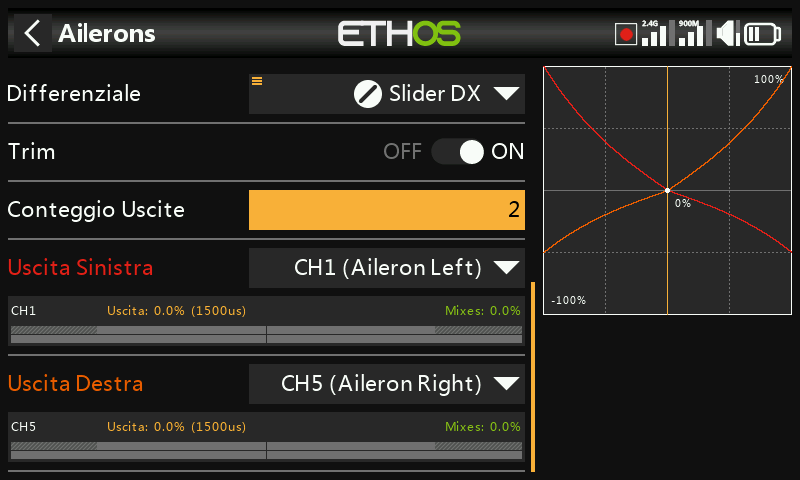 Ailerons
ETHOS
2.4G
900M
Differenziale
Slider DX
Trim
OFF
ON
Conteggio Uscite
2
Uscita Sinistra
CH1 (Aileron Left)
CH1
Uscita: 0.0% (1500us)
Mixes: 0.0%
Uscita Destra
CH5 (Aileron Right)
CH5
Uscita: 0.0% (1500us)
Mixes: 0.0%
100%
0%
-100%